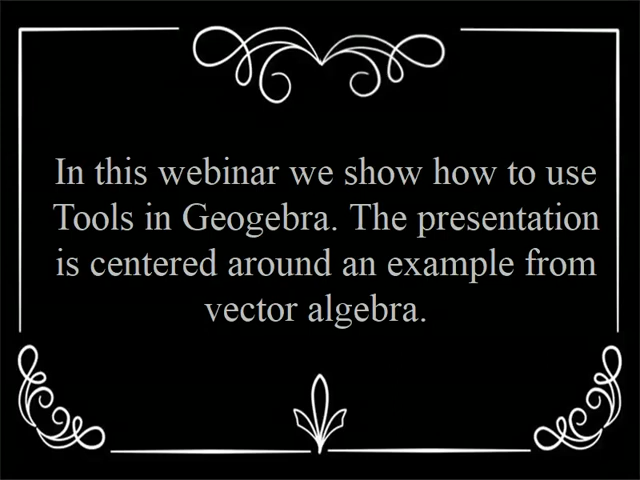 In this webinar we show how to use
Tools in Geogebra. The presentation
is centered around an example from
vector algebra.